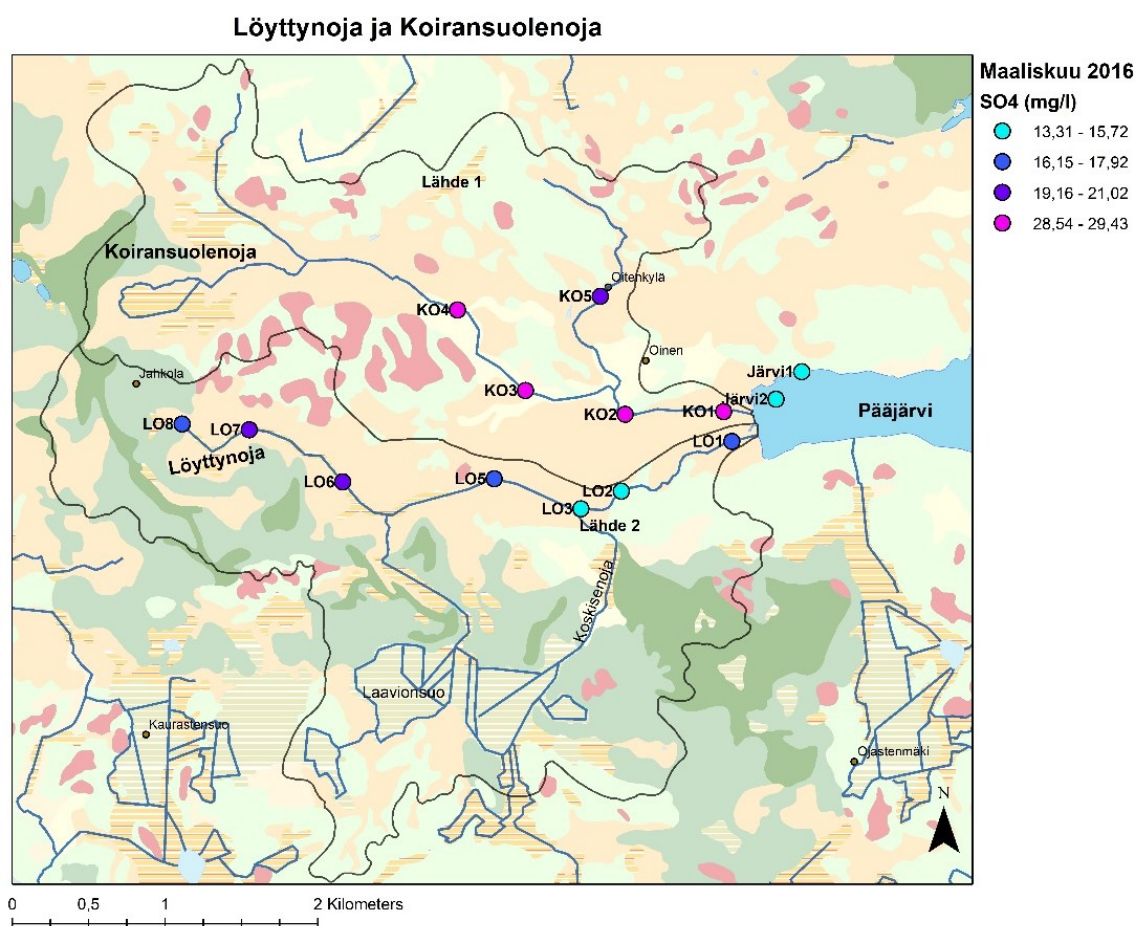 Löyttynoja ja Koiransuolenoja
Maaliskuu 2016
SO4 (mg/l)
13,31 - 15,72
16,15 - 17,92
19,16 - 21,02
28,54 - 29,43
Lähde 1
Koiransuolenoja
Oitenkylä
KO5
KO4
Oinen
Järvi1
Jahkola
KO3
Järvi2
KO2
KO1
Pääjärvi
LO8
LO7
LO1
Löyttynoja
LO6
LO5
LO2
LO3
Lähde 2
Koskisenoja
Laavionsuo
Kaurastensuo
Ojastenmäki
N
0 0,5 1 2 Kilometers